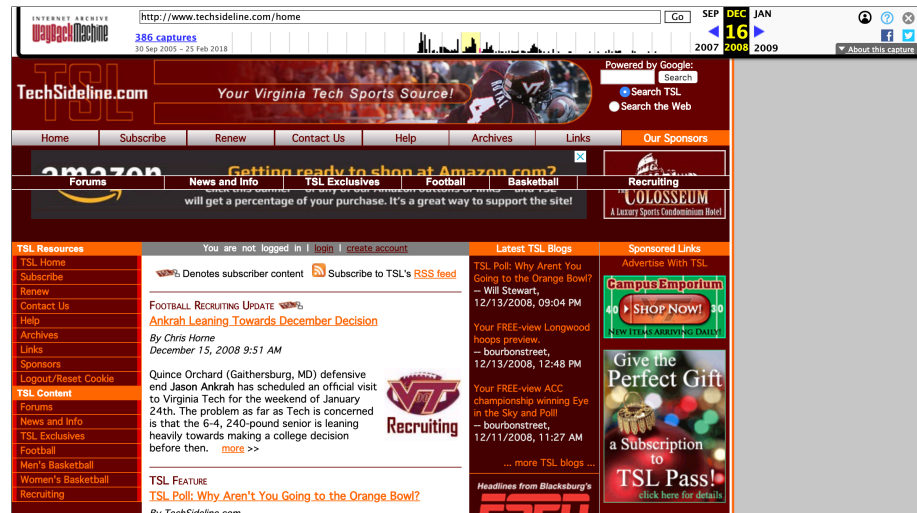 INTERNET ARCHIVE
WayBackMachine
http://www.techsideline.com/home
Go
SEP DEC JAN
16
2007 2008 2009
386 captures
30 Sep 2005 – 25 Feb 2018
About this capture
TechSideline.com
TSL
Your Virginia Tech Sports Source!
Powered by Google:
Search
Search TSL
Search the Web
Home Subscribe Renew Contact Us Help Archives Links Our Sponsors
amazon
Getting ready to shop at Amazon.com?
Forums News and Info TSL Exclusives Football Basketball Recruiting
will get a percentage of your purchase. It's a great way to support the site!
COLOSSEUM
A Luxury Sports Condominium Hotel
TSL Resources
TSL Home
Subscribe
Renew
Contact Us
Help
Archives
Links
Sponsors
Logout/Reset Cookie
TSL Content
Forums
News and Info
TSL Exclusives
Football
Men's Basketball
Women's Basketball
Recruiting
You are not logged in | login | create account
Denotes subscriber content Subscribe to TSL's RSS feed
Football Recruiting Update
Ankrah Leaning Towards December Decision
By Chris Horne
December 15, 2008 9:51 AM
Quince Orchard (Gaithersburg, MD) defensive
end Jason Ankrah has scheduled an official visit
to Virginia Tech for the weekend of January
24th. The problem as far as Tech is concerned
is that the 6-4, 240-pound senior is leaning
heavily towards making a college decision
before then. more >>
VT
Recruiting
TSL Feature
TSL Poll: Why Aren't You Going to the Orange Bowl?
By TechSideline.com
Latest TSL Blogs
TSL Poll: Why Arent You
Going to the Orange Bowl?
-- Will Stewart,
12/13/2008, 09:04 PM
Your FREE-view Longwood
hoops preview.
-- bourbonstreet,
12/13/2008, 12:48 PM
Your FREE-view ACC
championship winning Eye
in the Sky and Poll!
-- bourbonstreet,
12/11/2008, 11:27 AM
... more TSL blogs ...
Headlines from Blacksburg's
ESPN
Sponsored Links
Advertise With TSL
Campus Emporium
40 SHOP NOW! 30
NEW ITEMS ARRIVING DAILY!
Give the
Perfect Gift
a Subscription
to
TSL Pass!
click here for details